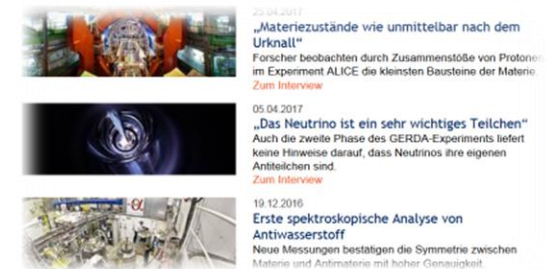 25.04.2017
„Materiezustände wie unmittelbar nach dem
Urknall“
Forscher beobachten durch Zusammenstöße von Protonen
im Experiment ALICE die kleinsten Bausteine der Materie.
Zum Interview
05.04.2017
„Das Neutrino ist ein sehr wichtiges Teilchen“
Auch die zweite Phase des GERDA-Experiments liefert
keine Hinweise darauf, dass Neutrinos ihre eigenen
Antiteilchen sind.
Zum Interview
19.12.2016
Erste spektroskopische Analyse von
Antiwasserstoff
Neue Messungen bestätigen die Symmetrie zwischen
Materie und Antimaterie mit hoher Genauigkeit.